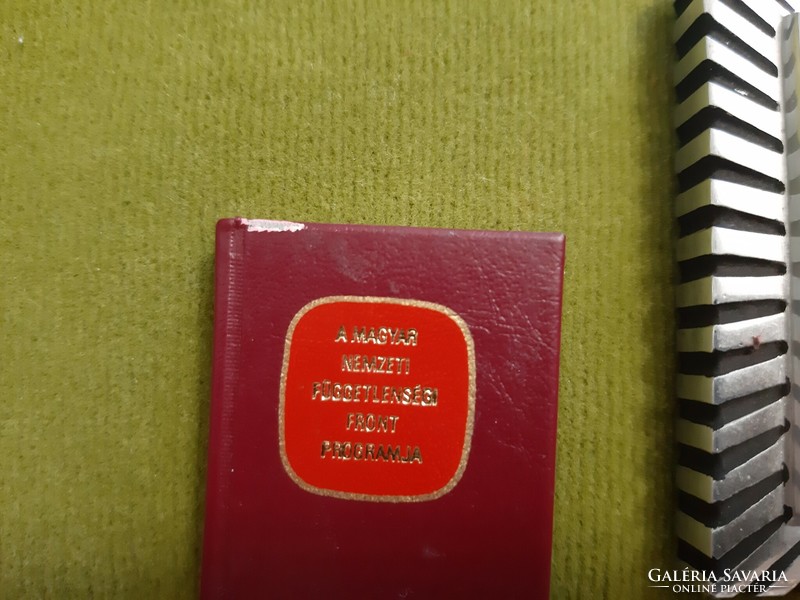 A MAGYAR
NEMZETI
FÜGGETLENSÉGI
FRONT
PROGRAMJA
GALÉRIA SAVARIA
ONLINE PIACTÉR